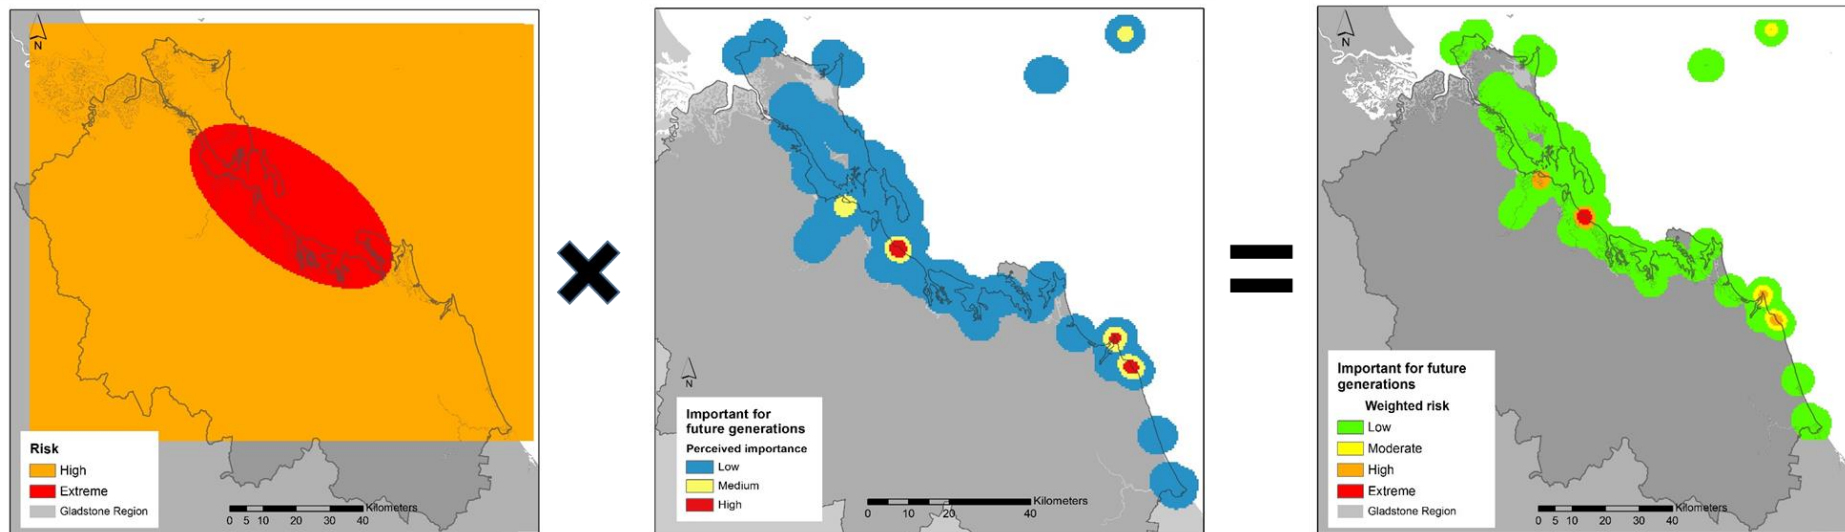 N
Risk
High
Extreme
Gladstone Region
0 5 10 20 30 40 Kilometers
N
Important for
future generations
Perceived importance
Low
Medium
High
Kilometers
0 10 20 40
N
Important for future
generations
Weighted risk
Low
Moderate
High
Extreme
Gladstone Region
0 5 10 20 30 40 Kilometers